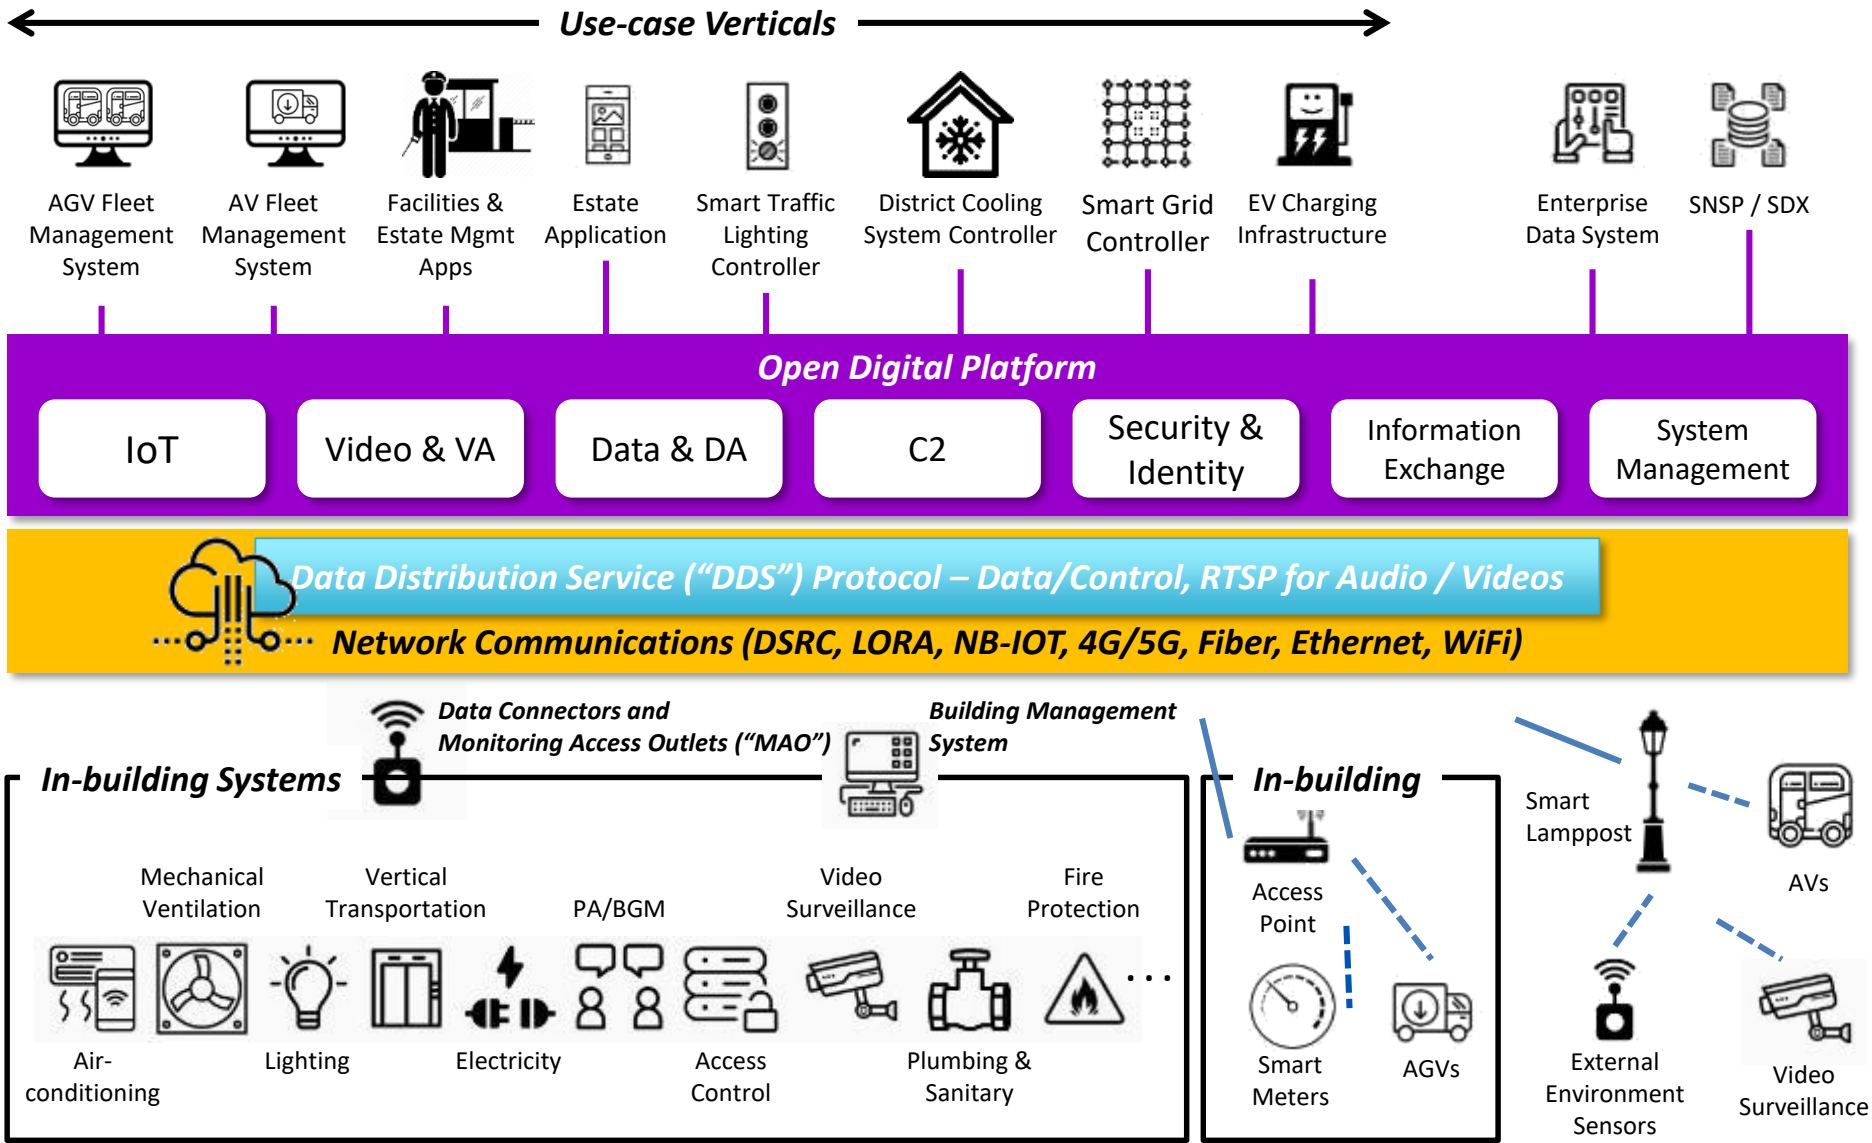 Use-case Verticals
AGV Fleet
Management
System
AV Fleet
Management
System
Facilities &
Estate Mgmt
Apps
Estate
Application
Smart Traffic
Lighting
Controller
District Cooling
System Controller
Smart Grid
Controller
EV Charging
Infrastructure
Enterprise
Data System
SNSP / SDX
Open Digital Platform
IoT
Video & VA
Data & DA
C2
Security &
Identity
Information
Exchange
System
Management
Data Distribution Service (“DDS”) Protocol – Data/Control, RTSP for Audio / Videos
Network Communications (DSRC, LORA, NB-IOT, 4G/5G, Fiber, Ethernet, WiFi)
Data Connectors and
Monitoring Access Outlets (“MAO”)
Building Management
System
In-building Systems
Mechanical
Ventilation
Vertical
Transportation
PA/BGM
Video
Surveillance
Fire
Protection
...
Air-
conditioning
Lighting
Electricity
Access
Control
Plumbing &
Sanitary
In-building
Access
Point
Smart
Meters
AGVs
Smart
Lamppost
AVs
External
Environment
Sensors
Video
Surveillance